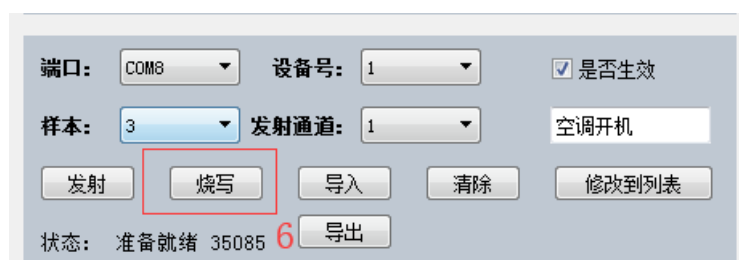 端口： COM8 设备号： 1 是否生效
样本： 3 发射通道： 1 空调开机
发射 烧写 导入 清除 修改到列表
状态： 准备就绪 35085 6 导出